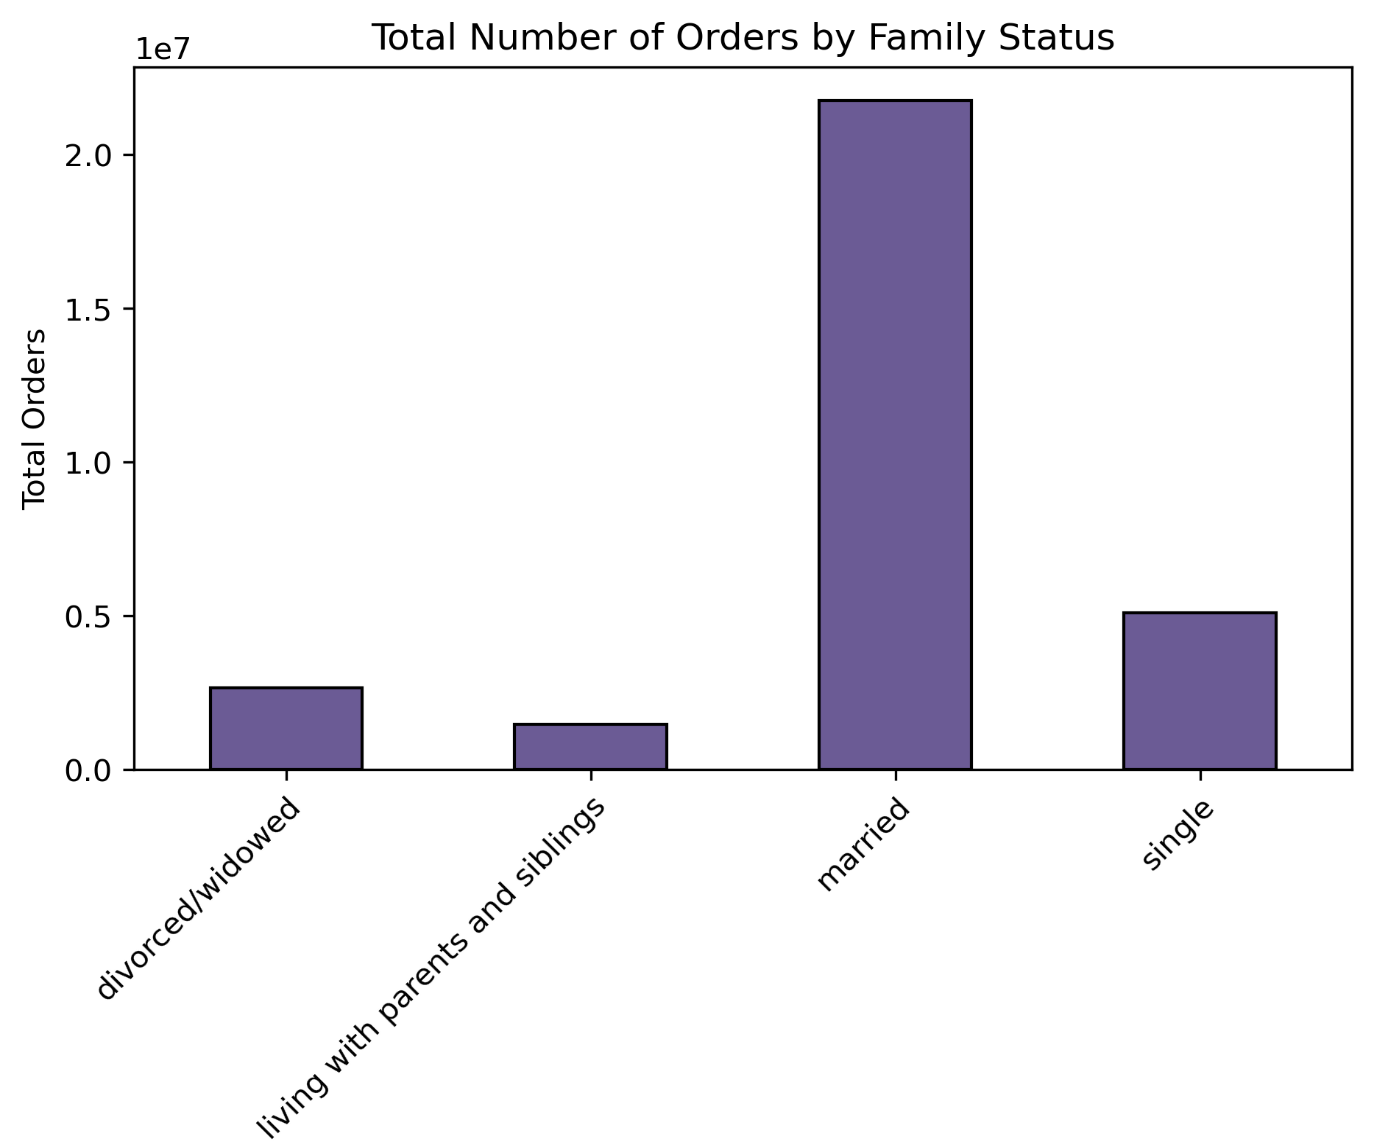 Total Number of Orders by Family Status
1e7
2.0
1.5
1.0
0.5
0.0
Total Orders
divorced/widowed
living with parents and siblings
married
single